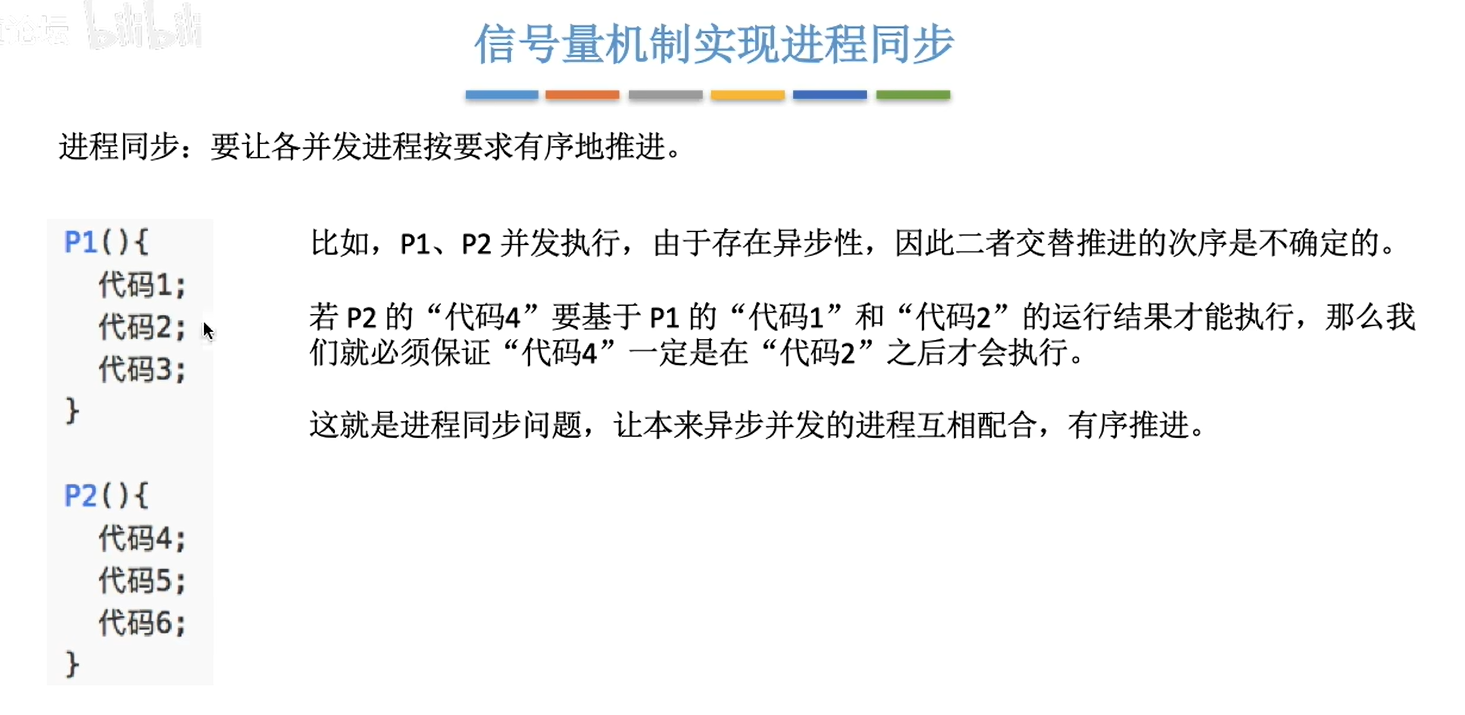 论坛 bilibili
信号量机制实现进程同步
进程同步：要让各并发进程按要求有序地推进。
P1(){
代码1;
代码2;
代码3;
}
P2(){
代码4;
代码5;
代码6;
}
比如，P1、P2 并发执行，由于存在异步性，因此二者交替推进的次序是不确定的。
若 P2 的“代码4”要基于 P1 的“代码1”和“代码2”的运行结果才能执行，那么我
们就必须保证“代码4”一定是在“代码2”之后才会执行。
这就是进程同步问题，让本来异步并发的进程互相配合，有序推进。